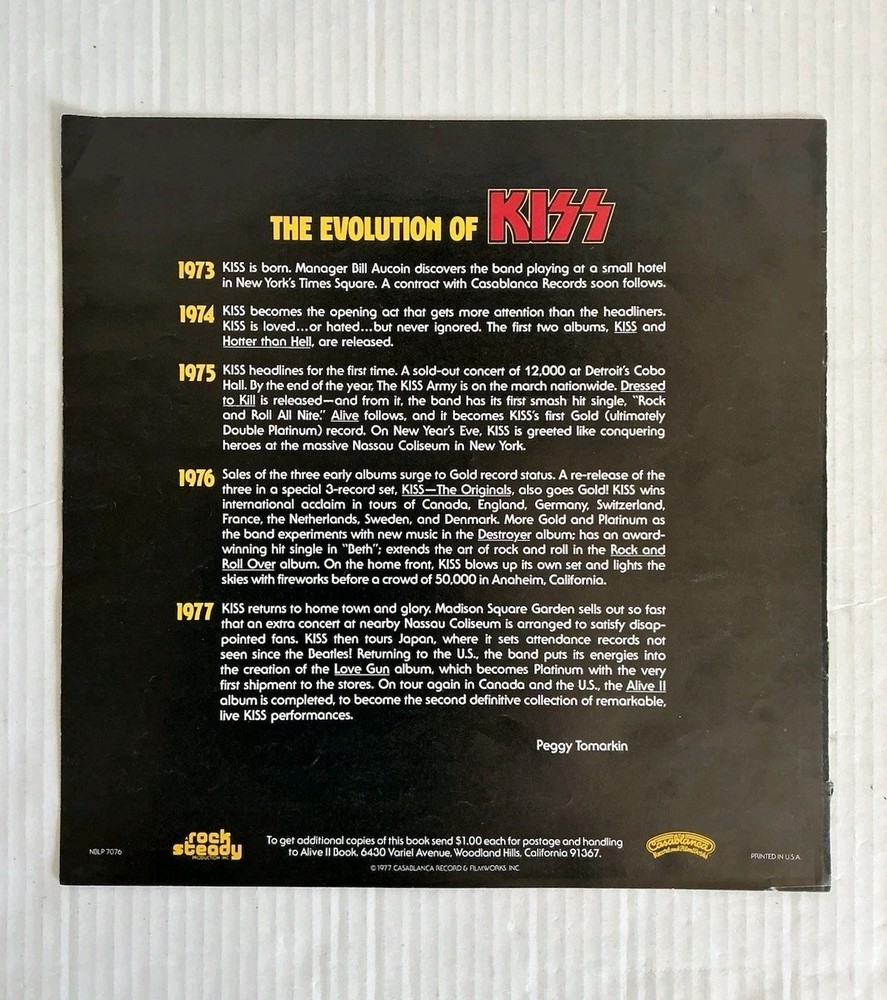 THE EVOLUTION OF KISS
1973 KISS is born. Manager Bill Aucoin discovers the band playing at a small hotel
in New York's Times Square. A contract with Casablanca Records soon follows.
1974 KISS becomes the opening act that gets more attention than the headliners.
KISS is loved...or hated...but never ignored. The first two albums, KISS and
Hotter than Hell, are released.
1975 KISS headlines for the first time. A sold-out concert of 12,000 at Detroit's Cobo
Hall. By the end of the year, The KISS Army is on the march nationwide. Dressed
to Kill is released—and from it, the band has its first smash hit single, "Rock
and Roll All Nite." Alive follows, and it becomes KISS's first Gold (ultimately
Double Platinum) record. On New Year's Eve, KISS is greeted like conquering
heroes at the massive Nassau Coliseum in New York.
1976 Sales of the three early albums surge to Gold record status. A re-release of the
three in a special 3-record set, KISS—The Originals, also goes Gold! KISS wins
international acclaim in tours of Canada, England, Germany, Switzerland,
France, the Netherlands, Sweden, and Denmark. More Gold and Platinum as
the band experiments with new music in the Destroyer album; has an award-
winning hit single in "Beth"; extends the art of rock and roll in the Rock and
Roll Over album. On the home front, KISS blows up its own set and lights the
skies with fireworks before a crowd of 50,000 in Anaheim, California.
1977 KISS returns to home town and glory. Madison Square Garden sells out so fast
that an extra concert at nearby Nassau Coliseum is arranged to satisfy disap-
pointed fans. KISS then tours Japan, where it sets attendance records not
seen since the Beatles! Returning to the U.S., the band puts its energies into
the creation of the Love Gun album, which becomes Platinum with the very
first shipment to the stores. On tour again in Canada and the U.S., the Alive II
album is completed, to become the second definitive collection of remarkable,
live KISS performances.
Peggy Tomarkin
NBLP 7076
rock
steady
PRODUCTION INC
To get additional copies of this book send $1.00 each for postage and handling
to Alive II Book. 6430 Variel Avenue, Woodland Hills, California 91367.
© 1977 CASABLANCA RECORD & FILMWORKS INC.
Casablanca
Record and FilmWorks
PRINTED IN U.S.A.